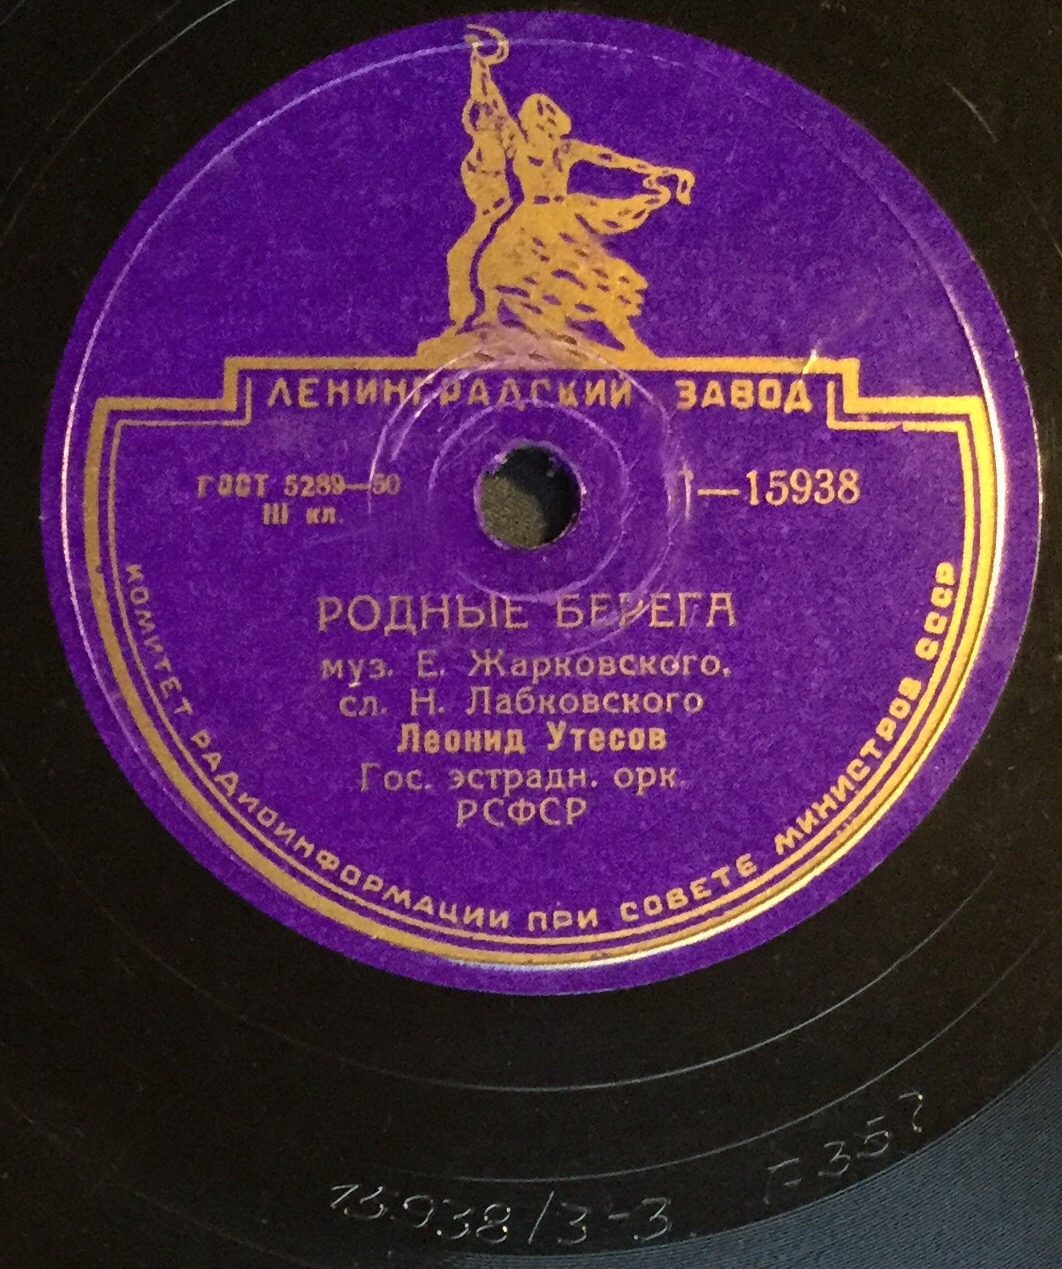 ЛЕНИНГРАДСКИЙ ЗАВОД
ГОСТ 5289—50
III кл.
—15938
РОДНЫЕ БЕРЕГА
муз. Е. Жарковского,
сл. Н. Лабковского
Леонид Утесов
Гос. эстрадн. орк.
РСФСР
КОМИТЕТ РАДИОИНФОРМАЦИИ ПРИ СОВЕТЕ МИНИСТРОВ СССР
15938/3-3